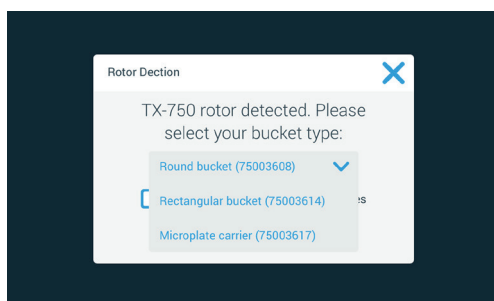 Rotor Dection
TX-750 rotor detected. Please
select your bucket type:
Round bucket (75003608)
Rectangular bucket (75003614)
Microplate carrier (75003617)